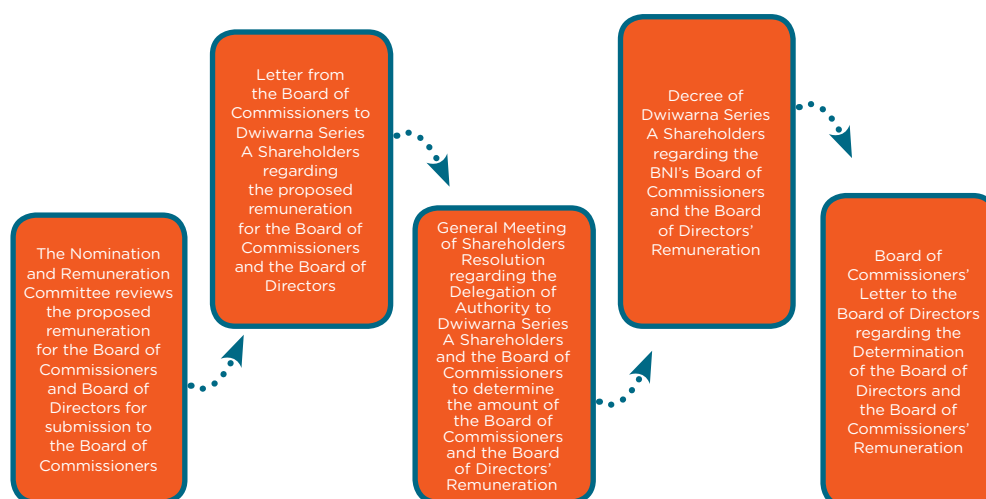 The Nomination
and Remuneration
Committee reviews
the proposed
remuneration
for the Board of
Commissioners
and Board of
Directors for
submission to
the Board of
Commissioners
Letter from
the Board of
Commissioners to
Dwiwarna Series
A Shareholders
regarding
the proposed
remuneration
for the Board of
Commissioners
and the Board of
Directors
General Meeting
of Shareholders
Resolution
regarding the
Delegation of
Authority to
Dwiwarna Series
A Shareholders
and the Board of
Commissioners
to determine
the amount of
the Board of
Commissioners
and the Board
of Directors'
Remuneration
Decree of
Dwiwarna Series
A Shareholders
regarding the
BNI's Board of
Commissioners
and the Board
of Directors'
Remuneration
Board of
Commissioners'
Letter to the
Board of Directors
regarding the
Determination
of the Board of
Directors and
the Board of
Commissioners'
Remuneration